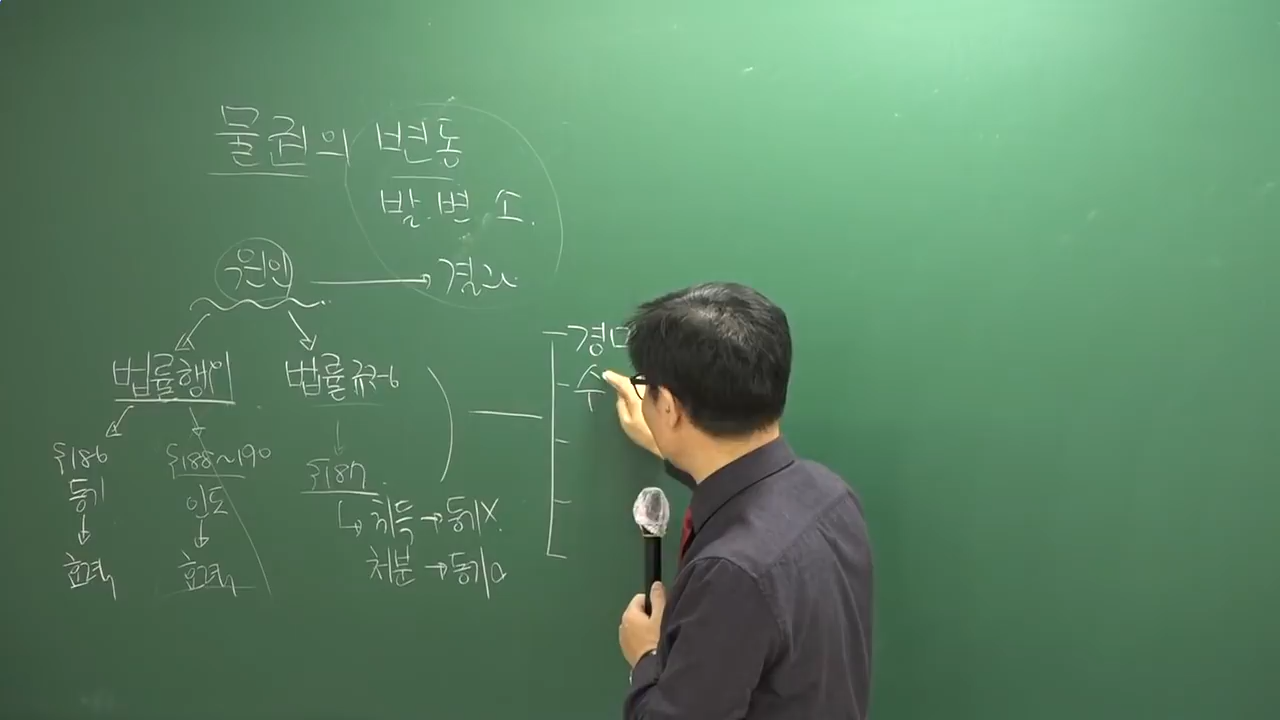 물권의 변동
발.변 소.
원인 → 결과
법률행위 법률규정
§186 §188~190 §187
등기 인도
↳ 취득 → 등기X.
효력 효력
처분 → 등기o
경
수